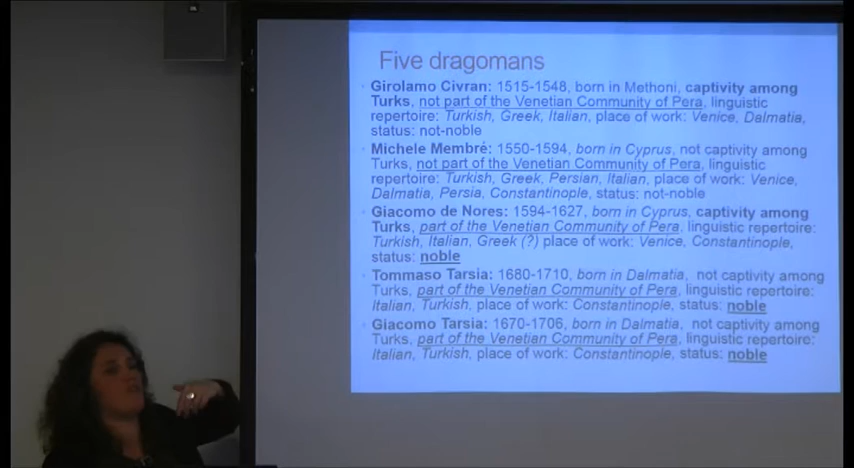 Five dragomans
• Girolamo Civran: 1515-1548, born in Methoni, captivity among
Turks, not part of the Venetian Community of Pera, linguistic
repertoire: Turkish, Greek, Italian, place of work: Venice, Dalmatia,
status: not-noble
• Michele Membré: 1550-1594, born in Cyprus, not captivity among
Turks, not part of the Venetian Community of Pera, linguistic
repertoire: Turkish, Greek, Persian, Italian, place of work: Venice,
Dalmatia, Persia, Constantinople, status: not-noble
• Giacomo de Nores: 1594-1627, born in Cyprus, captivity among
Turks, part of the Venetian Community of Pera, linguistic repertoire:
Turkish, Italian, Greek (?) place of work: Venice, Constantinople,
status: noble
• Tommaso Tarsia: 1680-1710, born in Dalmatia, not captivity among
Turks, part of the Venetian Community of Pera, linguistic repertoire:
Italian, Turkish, place of work: Constantinople, status: noble
• Giacomo Tarsia: 1670-1706, born in Dalmatia, not captivity among
Turks, part of the Venetian Community of Pera, linguistic repertoire:
Italian, Turkish, place of work: Constantinople, status: noble